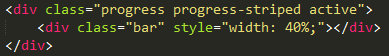 <div class="progress progress-striped active">
    <div class="bar" style="width: 40%;"></div>
</div>